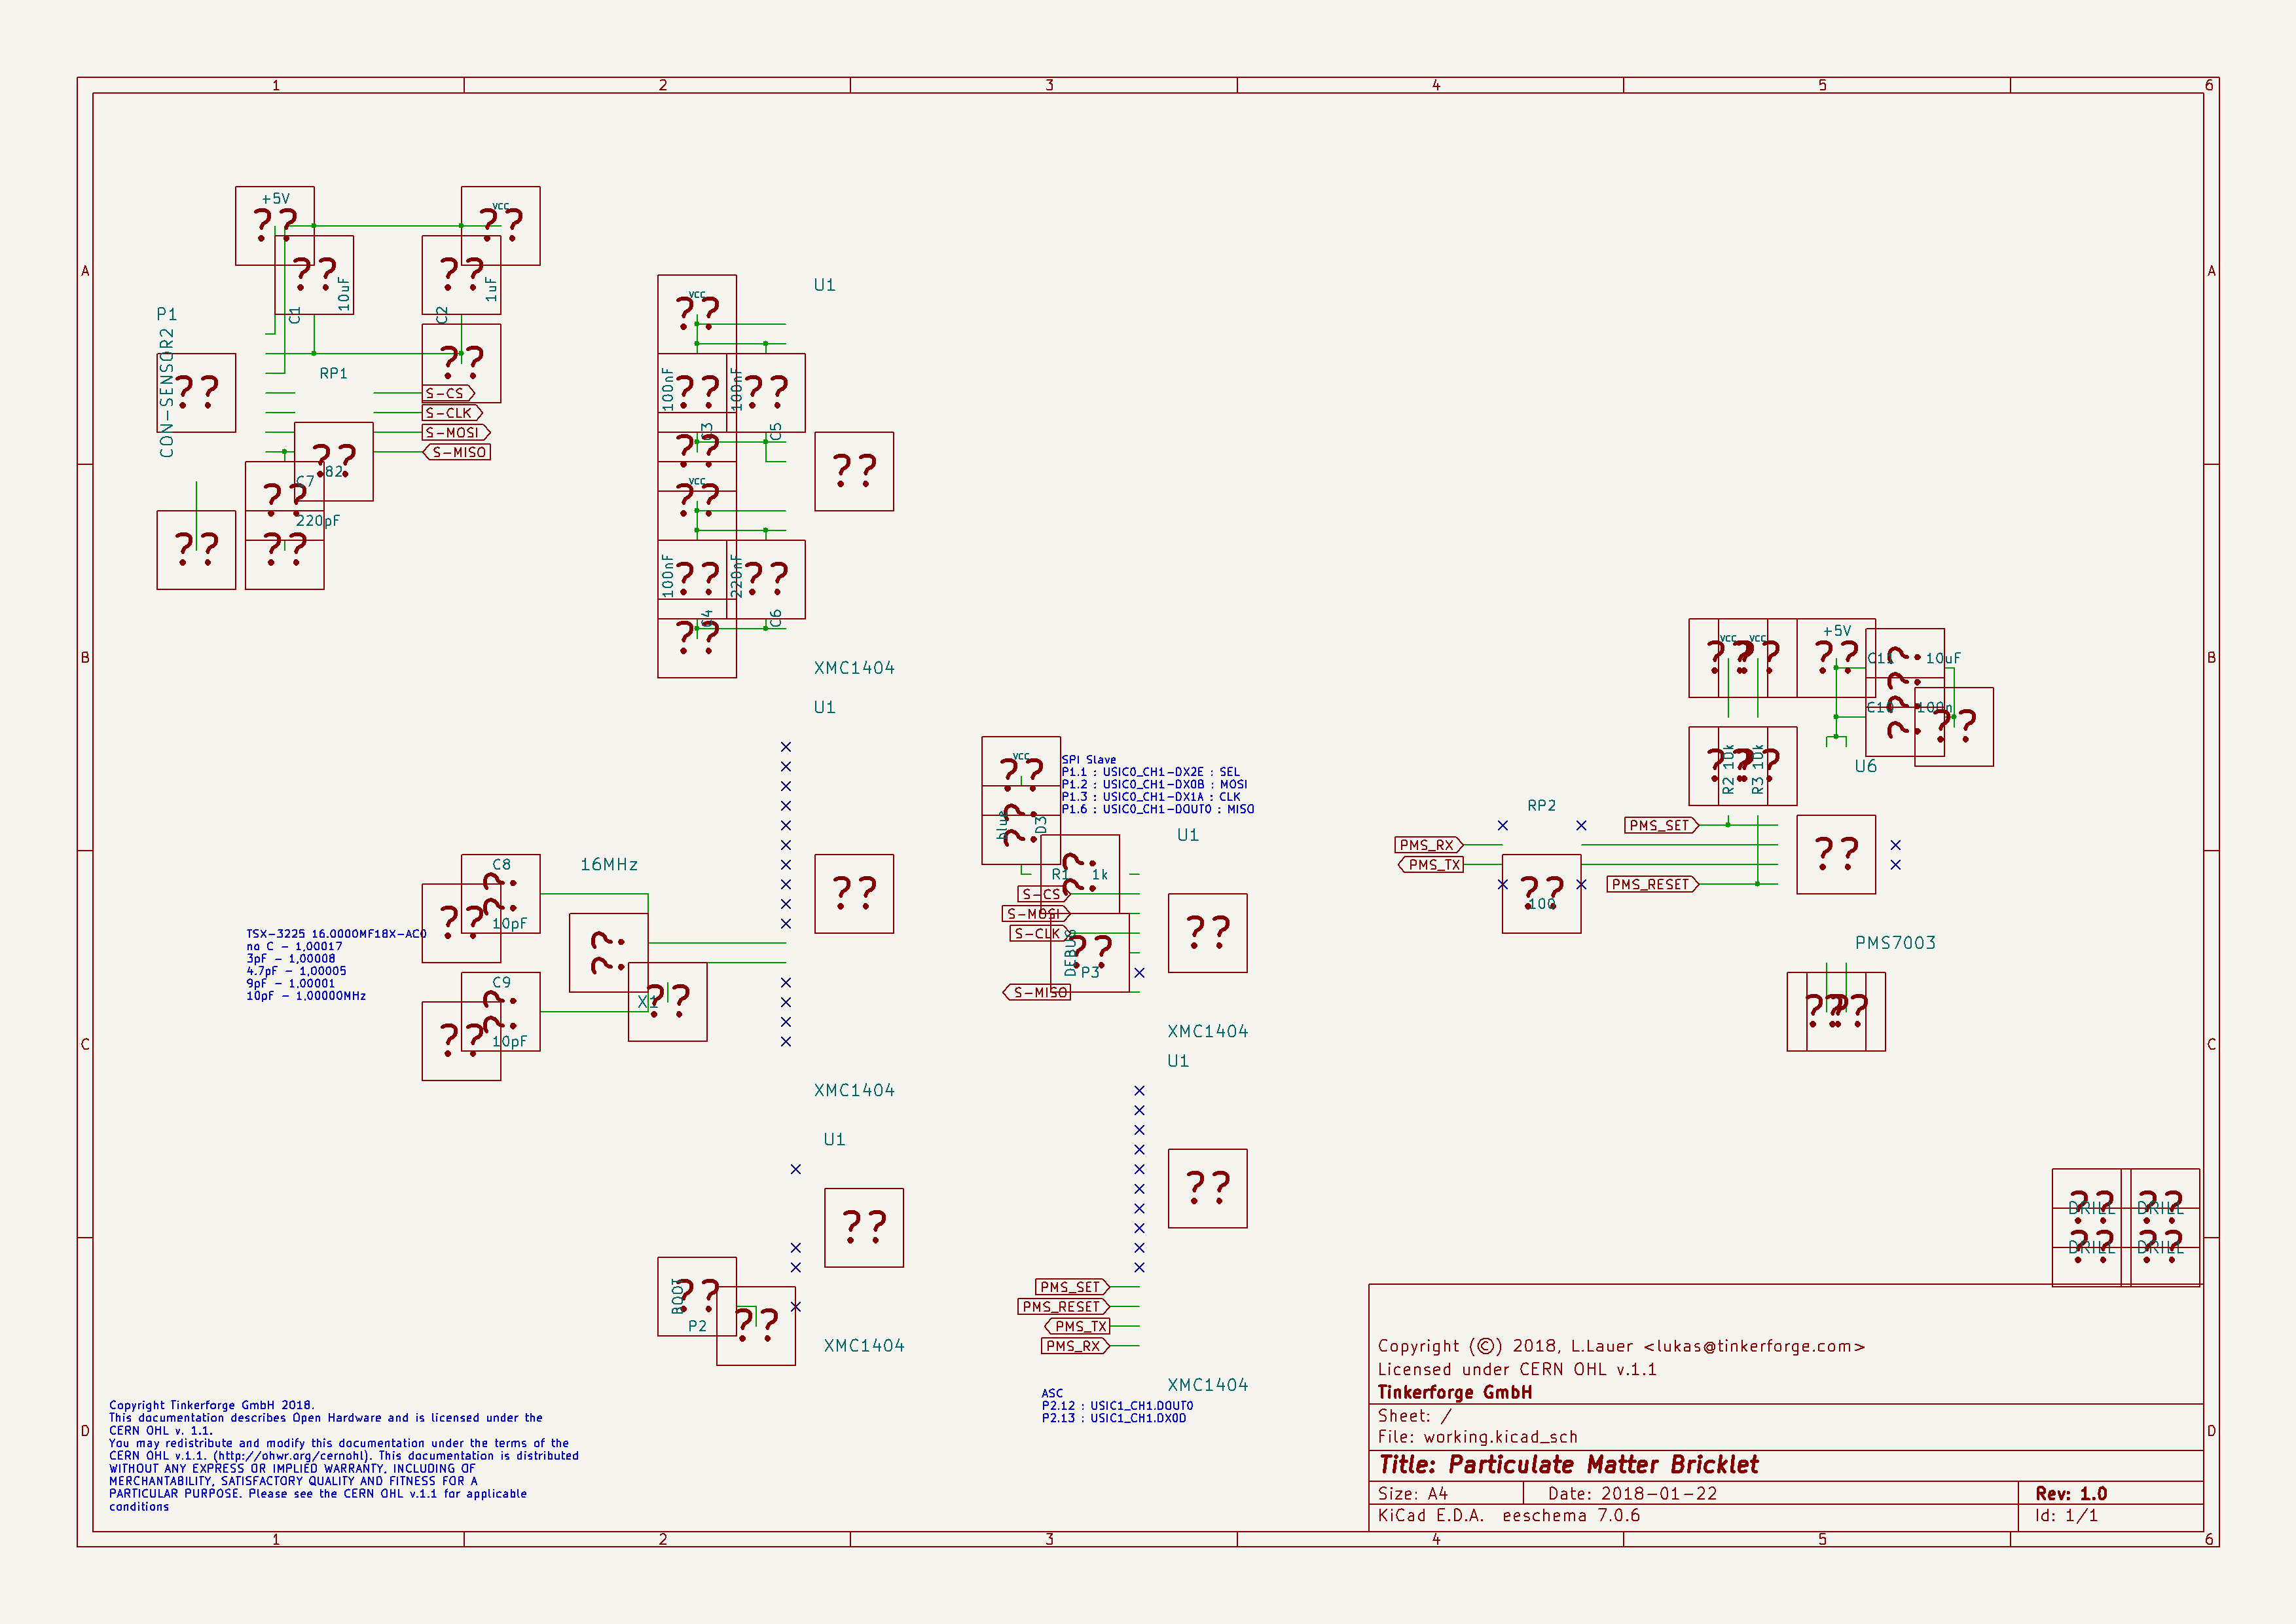 1 2 3 4 5 6
A
B
C
D
+5V
??
VCC
??
??
10uF
C1
??
1uF
C2
P1
CON-SENSOR2
??
??
RP1
S-CS
S-CLK
S-MOSI
S-MISO
??
82
C7
??
220pF
??
??
U1
VCC
??
100nF
??
C3
100nF
??
C5
??
??
VCC
??
100nF
??
C4
220nF
??
C6
??
XMC1404
U1
??
C8
??
10pF
??
16MHz
??
X1
??
C9
??
10pF
??
TSX-3225 16.0000MF18X-AC0
no C - 1,00017
3pF - 1,00008
4.7pF - 1,00005
9pF - 1,00001
10pF - 1,00000MHz
XMC1404
U1
??
BOOT
??
P2
??
XMC1404
VCC
??
SPI Slave
P1.1 : USIC0_CH1-DX2E : SEL
P1.2 : USIC0_CH1-DX0B : MOSI
P1.3 : USIC0_CH1-DX1A : CLK
P1.6 : USIC0_CH1-DOUT0 : MISO
blue
??
D3
U1
R1
??
1k
S-CS
S-MOSI
S-CLK
DEBUG
??
P3
S-MISO
??
XMC1404
U1
??
PMS_SET
PMS_RESET
PMS_TX
PMS_RX
XMC1404
ASC
P2.12 : USIC1_CH1.DOUT0
P2.13 : USIC1_CH1.DX0D
VCC
??
VCC
??
+5V
??
C11
??
10uF
C10
??
100n
??
R2
10k
??
R3
10k
??
U6
RP2
PMS_RX
PMS_TX
??
100
PMS_SET
PMS_RESET
??
PMS7003
??
??
??
DRILL
??
DRILL
??
DRILL
??
DRILL
Copyright Tinkerforge GmbH 2018.
This documentation describes Open Hardware and is licensed under the
CERN OHL v. 1.1.
You may redistribute and modify this documentation under the terms of the
CERN OHL v.1.1. (http://ohwr.org/cernohl). This documentation is distributed
WITHOUT ANY EXPRESS OR IMPLIED WARRANTY, INCLUDING OF
MERCHANTABILITY, SATISFACTORY QUALITY AND FITNESS FOR A
PARTICULAR PURPOSE. Please see the CERN OHL v.1.1 for applicable
conditions
Copyright (©) 2018, L.Lauer <lukas@tinkerforge.com>
Licensed under CERN OHL v.1.1
Tinkerforge GmbH
Sheet: /
File: working.kicad_sch
Title: Particulate Matter Bricklet
Size: A4 Date: 2018-01-22 Rev: 1.0
KiCad E.D.A. eeschema 7.0.6 Id: 1/1
A
B
C
D
1 2 3 4 5 6